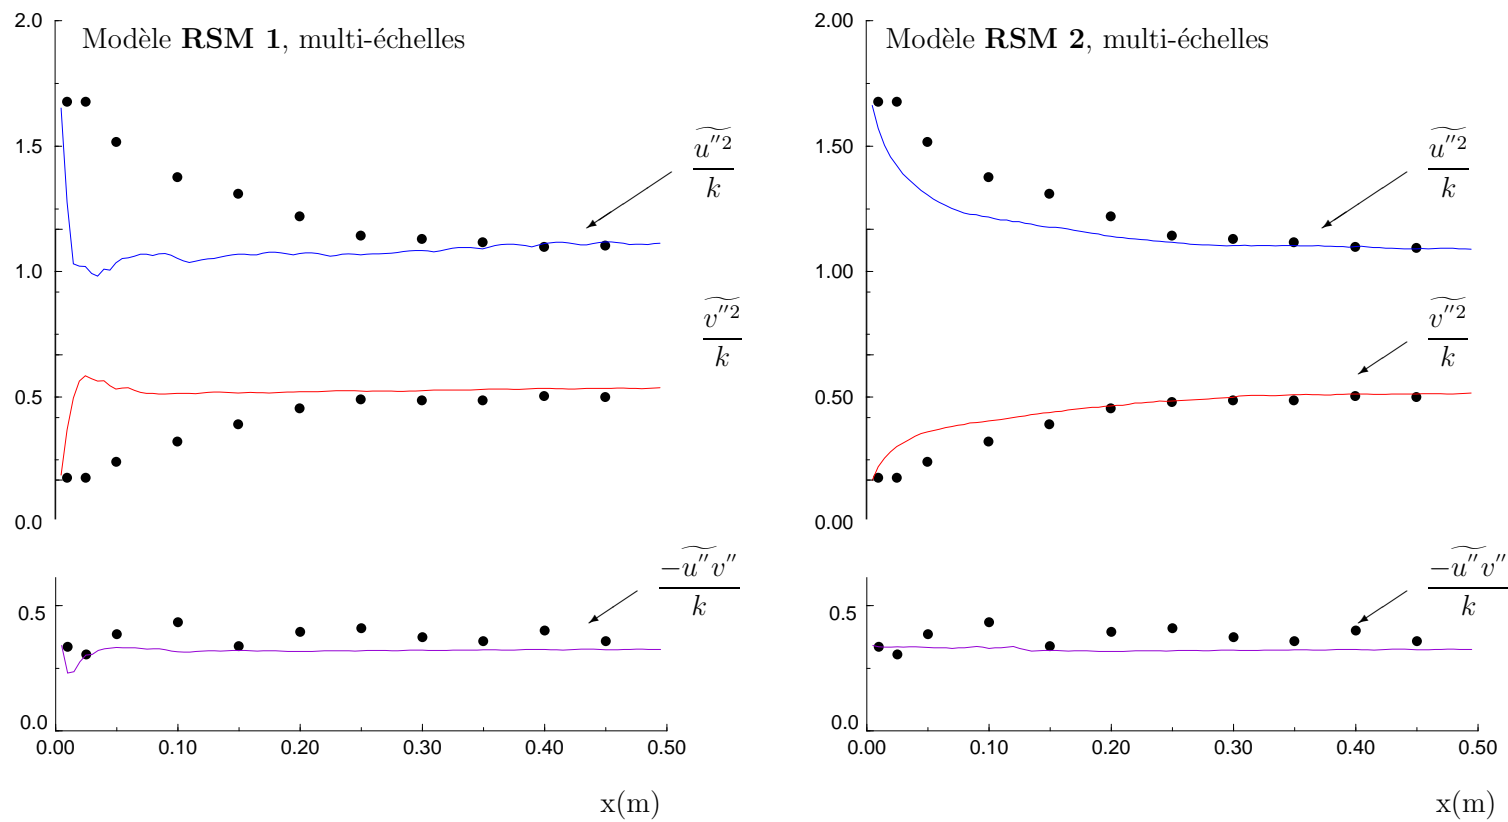 Modèle RSM 1, multi-échelles
2.0
1.5
1.0
0.5
0.0
0.5
0.0
0.00 0.10 0.20 0.30 0.40 0.50
x(m)
u″2
k
v″2
k
−u″v″
k
Modèle RSM 2, multi-échelles
2.00
1.50
1.00
0.50
0.00
0.5
0.0
0.00 0.10 0.20 0.30 0.40 0.50
x(m)
u″2
k
v″2
k
−u″v″
k